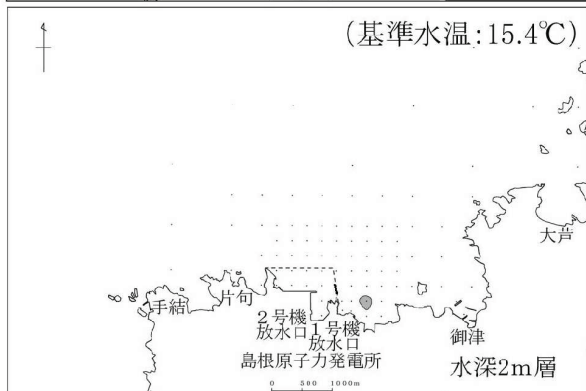 (基準水温:15.4℃)
大芦
手結
片句
2号機
放水口
1号機
放水口
御津
島根原子力発電所
水深2m層
0 500 1000m